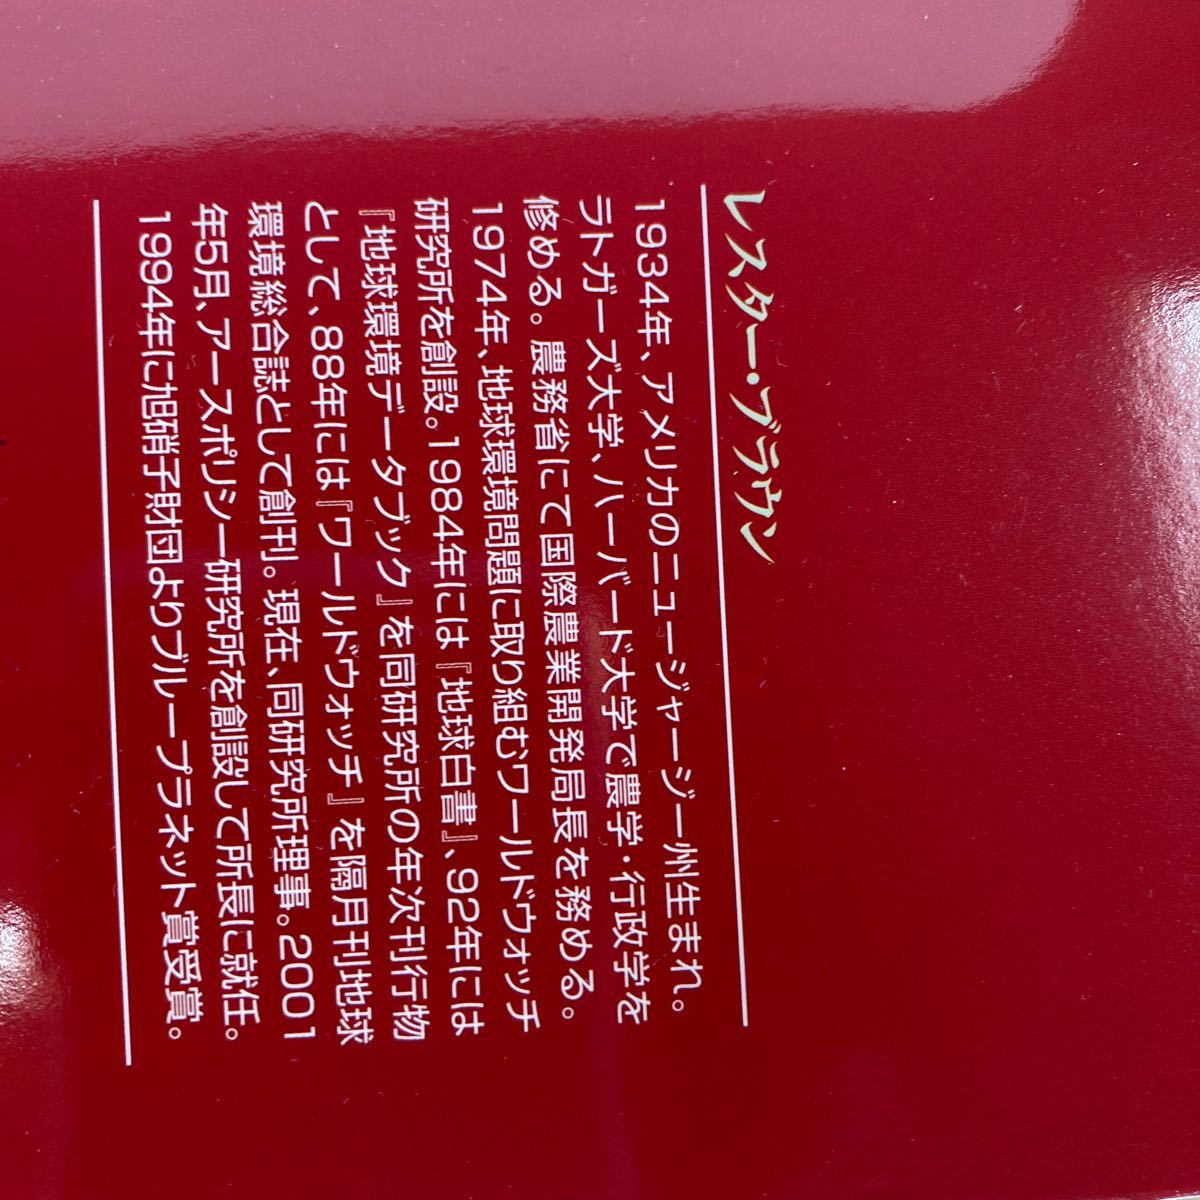 レスター・ブラウン
1934年、アメリカのニュージャージー州生まれ。
ラトガーズ大学、ハーバード大学で農学・行政学を
修める。農務省にて国際農業開発局長を務める。
1974年、地球環境問題に取り組むワールドウォッチ
研究所を創設。1984年には『地球白書』、92年には
『地球環境データブック』を同研究所の年次刊行物
として、88年には『ワールドウォッチ』を隔月刊地球
環境総合誌として創刊。現在、同研究所理事。2001
年5月、アースポリシー研究所を創設して所長に就任。
1994年に旭硝子財団よりブループラネット賞受賞。